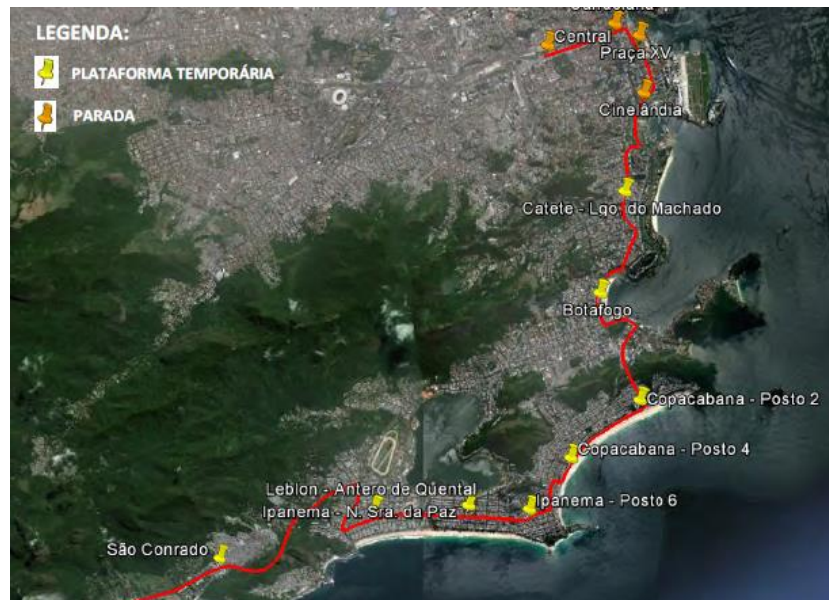 LEGENDA:
PLATAFORMA TEMPORÁRIA
PARADA
Central
Praça XV
Cinelândia
Catete - Lqo. do Machado
Botafogo
Copacabana - Posto 2
Copacabana - Posto 4
Leblon - Antero de Quental
Ipanema - N. Sra. da Paz
Ipanema - Posto 6
São Conrado